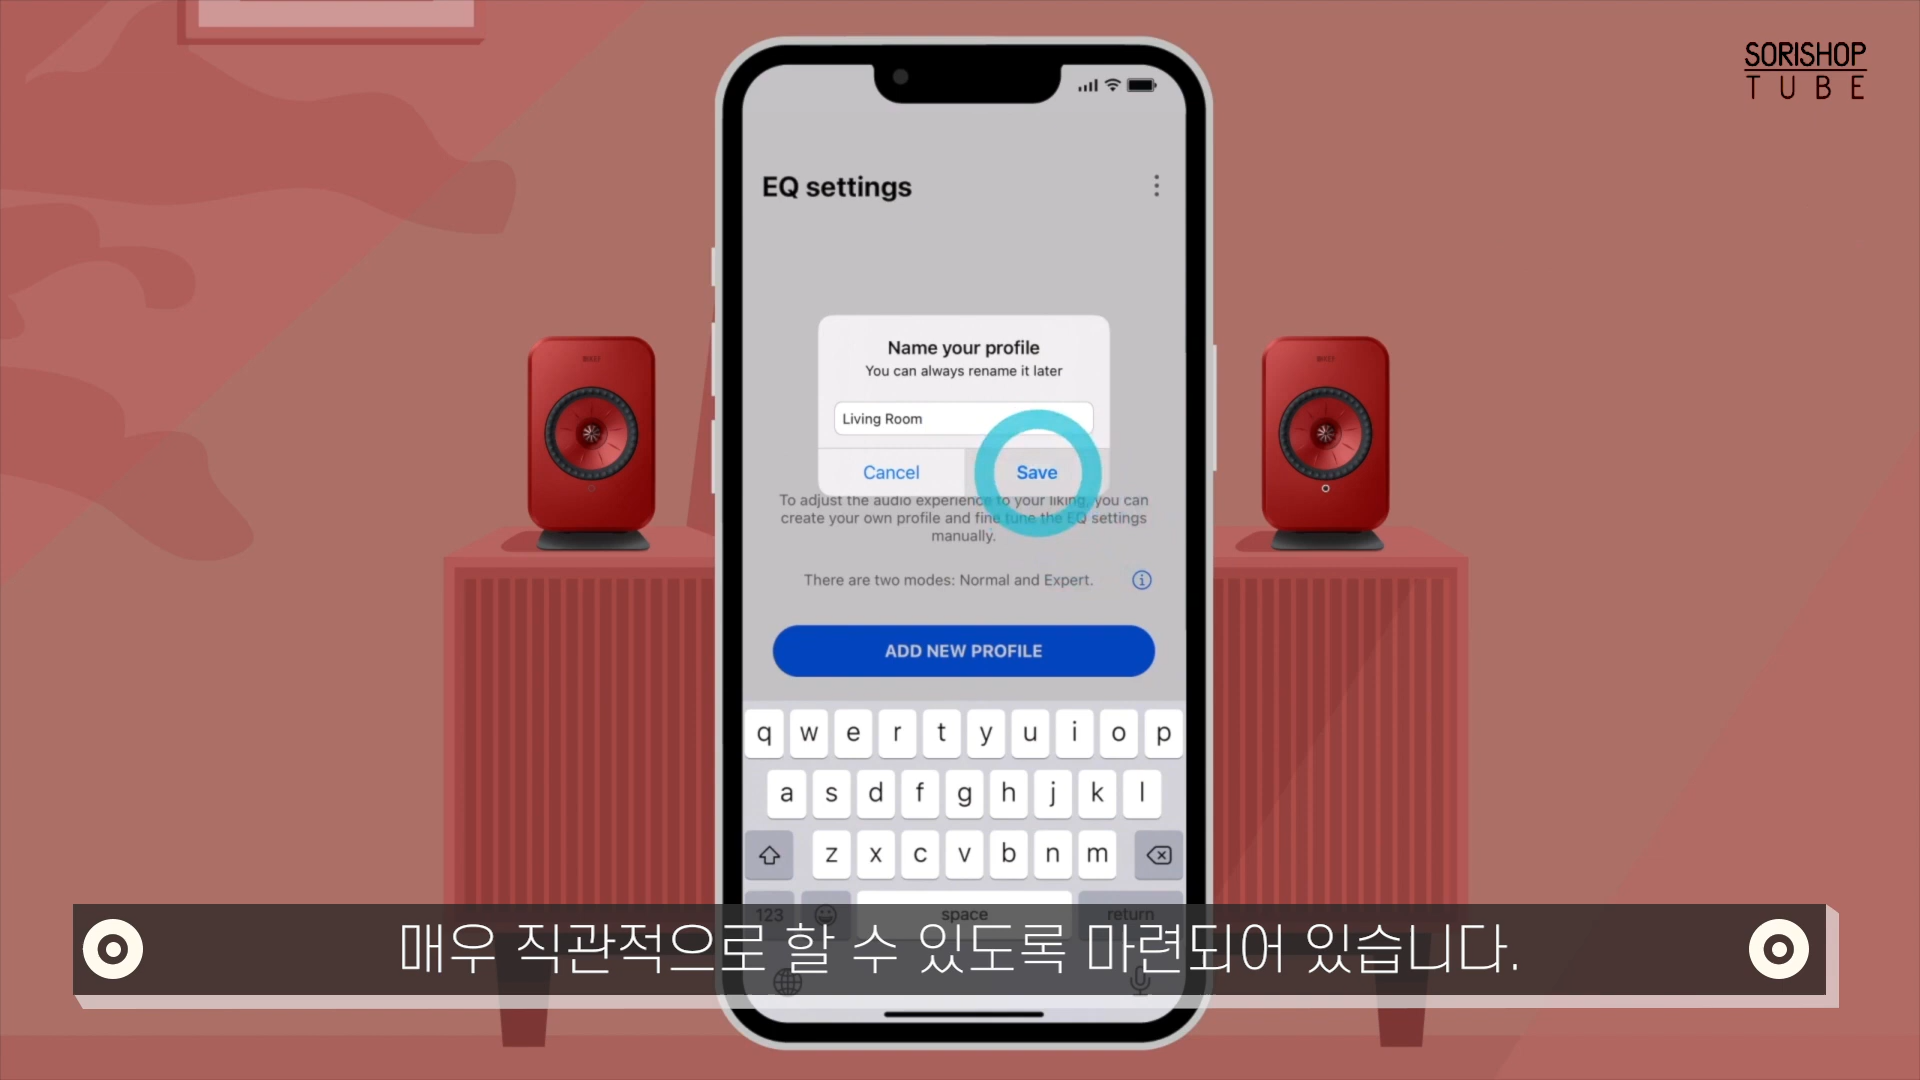 SORISHOP
TUBE
EQ settings
Name your profile
You can always rename it later
Living Room
Cancel
Save
To adjust the audio experience to your liking, you can
create your own profile and fine tune the EQ settings
manually.
There are two modes: Normal and Expert.
ADD NEW PROFILE
q w e r t y u i o p
a s d f g h j k l
z x c v b n m
123 space return
매우 직관적으로 할 수 있도록 마련되어 있습니다.